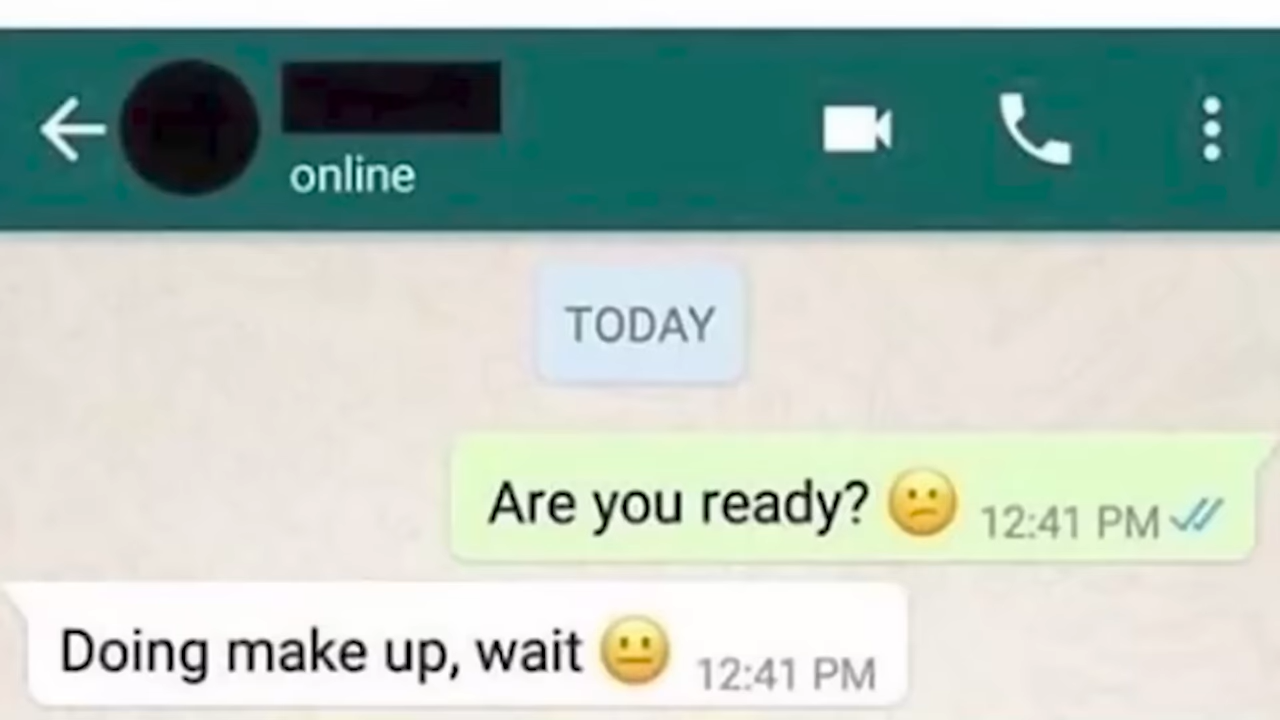 online
TODAY
Are you ready? 😕 12:41 PM
Doing make up, wait 😐 12:41 PM